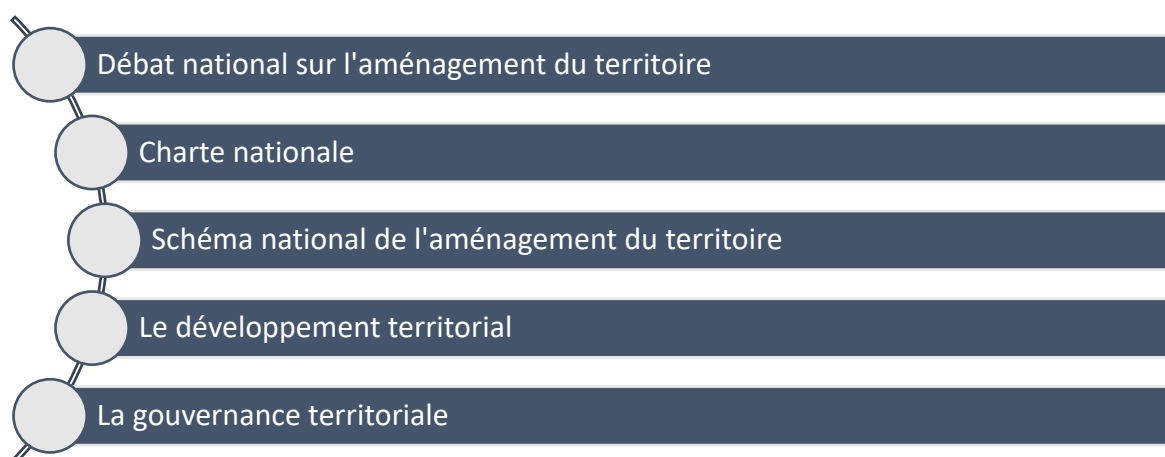 Débat national sur l'aménagement du territoire
Charte nationale
Schéma national de l'aménagement du territoire
Le développement territorial
La gouvernance territoriale